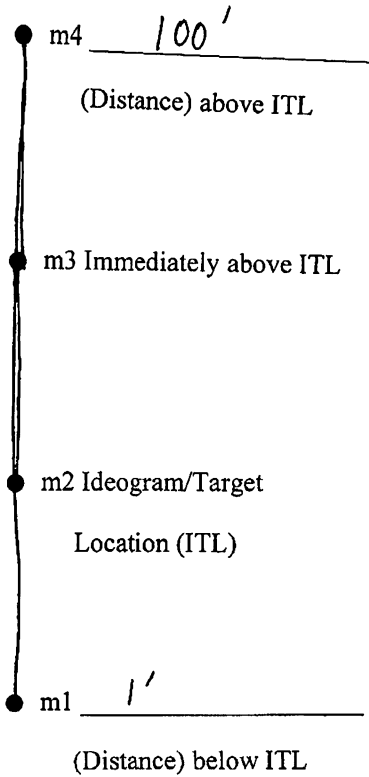 m4 100'
(Distance) above ITL
m3 Immediately above ITL
m2 Ideogram/Target
Location (ITL)
m1 1'
(Distance) below ITL